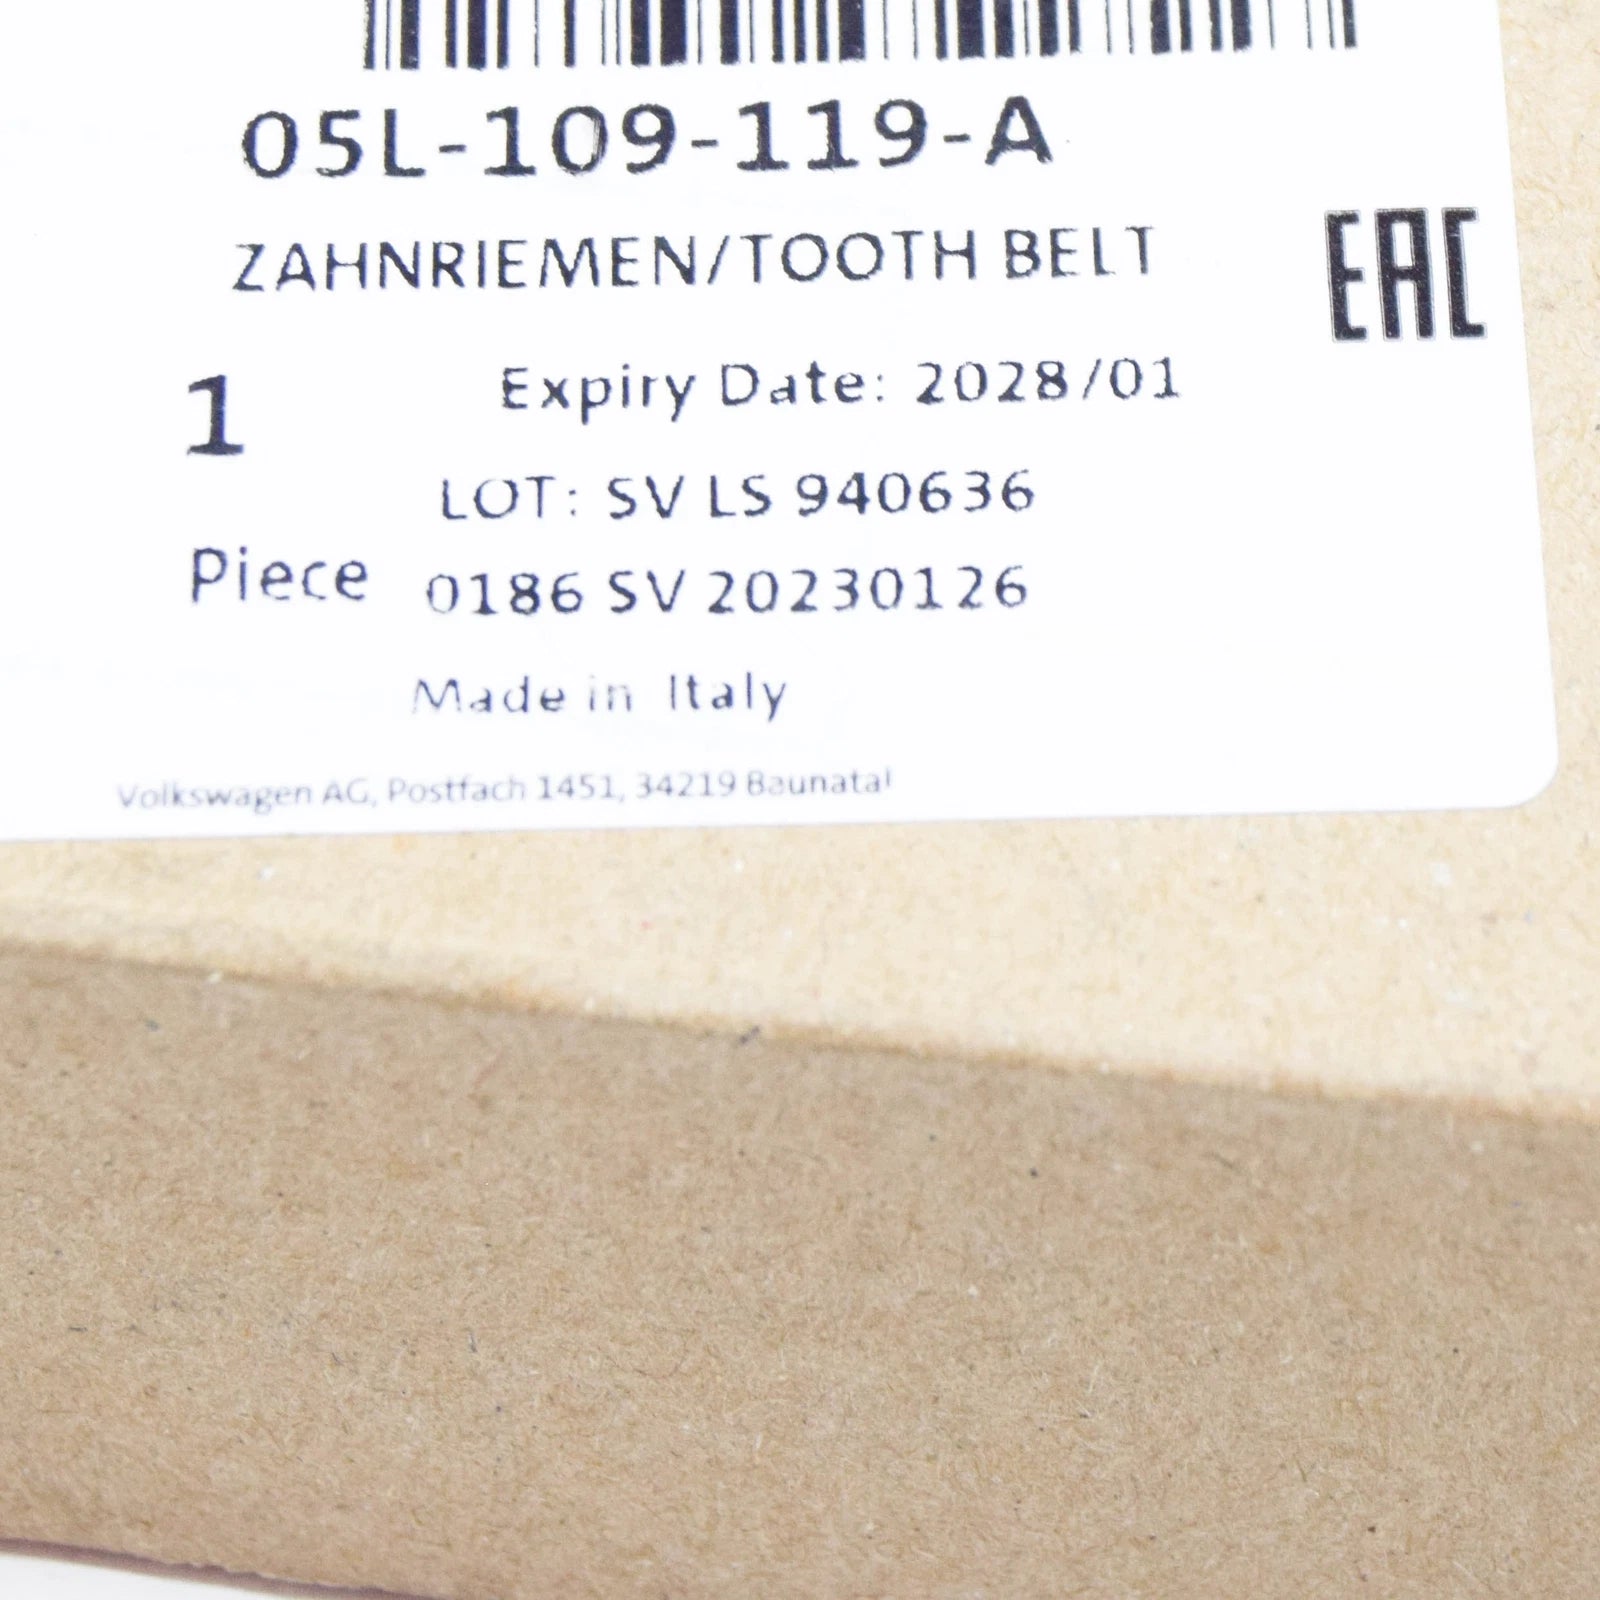 05L-109-119-A
ZAHNRIEMEN/TOOTH BELT
EAC
1
Expiry Date: 2028/01
LOT: SV LS 940636
Piece
0186 SV 20230126
Made in Italy
Volkswagen AG, Postfach 1451, 34219 Baunatal